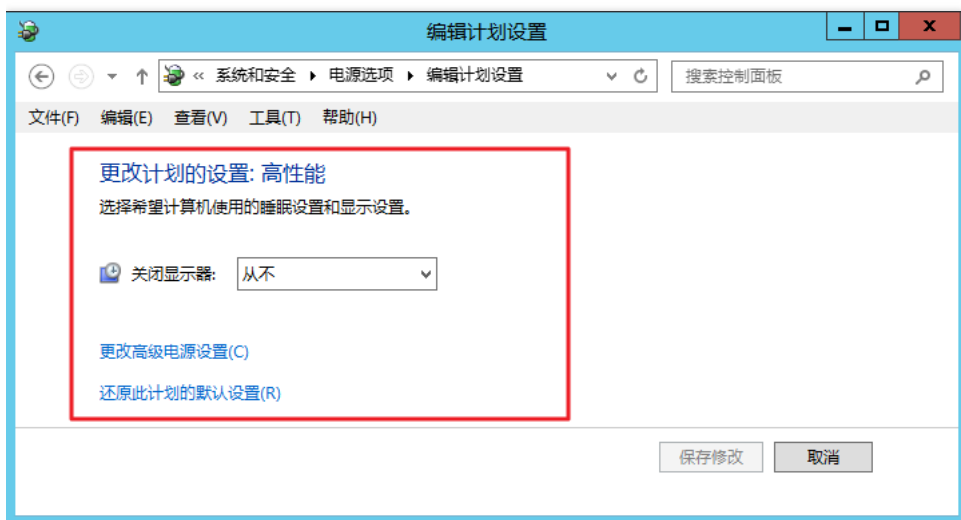 编辑计划设置
« 系统和安全 ▸ 电源选项 ▸ 编辑计划设置 搜索控制面板
文件(F) 编辑(E) 查看(V) 工具(T) 帮助(H)
更改计划的设置: 高性能
选择希望计算机使用的睡眠设置和显示设置。
关闭显示器: 从不
更改高级电源设置(C)
还原此计划的默认设置(R)
保存修改 取消